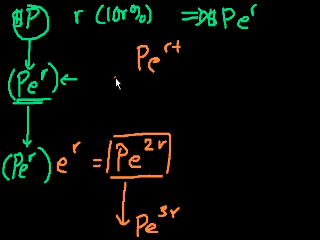 $P r (10r%) ⇒ $ Pe^r
Pe^{rt}
(Pe^r) ←
(Pe^r) e^r = Pe^{2r}
Pe^{3r}